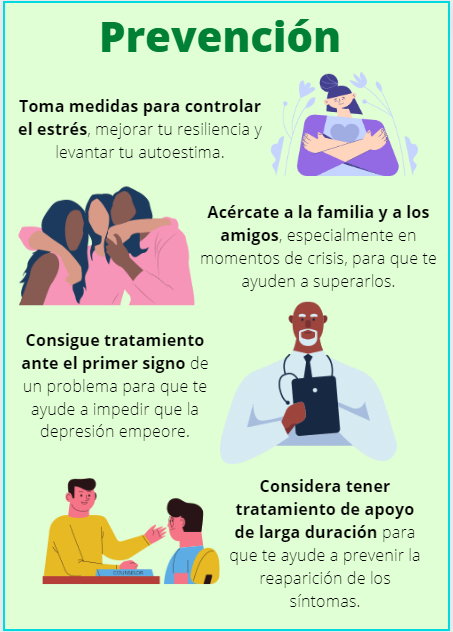 Prevención
Toma medidas para controlar
el estrés, mejorar tu resiliencia y
levantar tu autoestima.
Acércate a la familia y a los
amigos, especialmente en
momentos de crisis, para que te
ayuden a superarlos.
Consigue tratamiento
ante el primer signo de
un problema para que te
ayude a impedir que la
depresión empeore.
Considera tener
tratamiento de apoyo
de larga duración para
que te ayude a prevenir la
reaparición de los
síntomas.
COUNSELOR